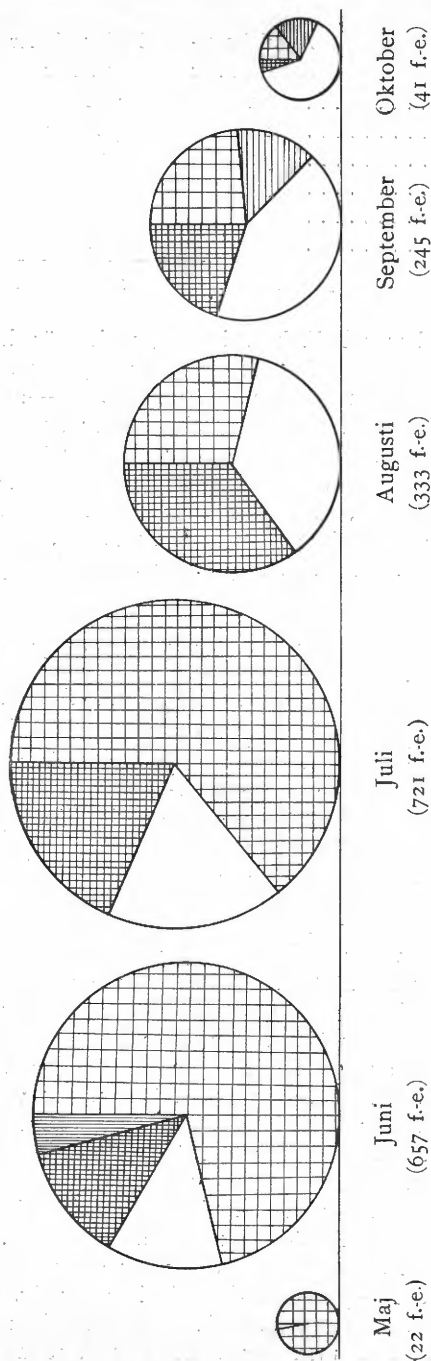 Maj
(22 f.-e.)
Juni
(657 f.-e.)
Juli
(721 f.-e.)
Augusti
(333 f.-e.)
September
(245 f.-e.)
Oktober
(41 f.-e.)